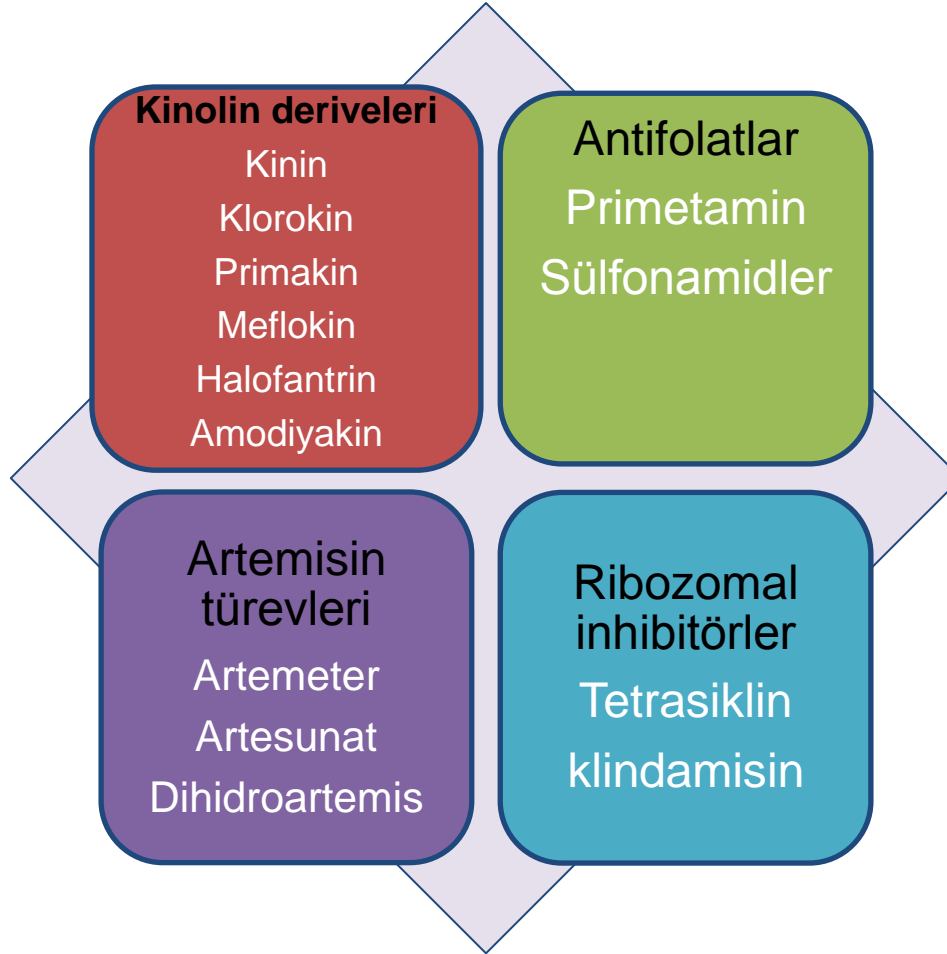 Kinolin deriveleri
Kinin
Klorokin
Primakin
Meflokin
Halofantrin
Amodiyakin
Antifolatlar
Primetamin
Sülfonamidler
Artemisin
türevleri
Artemeter
Artesunat
Dihidroartemis
Ribozomal
inhibitörler
Tetrasiklin
klindamisin